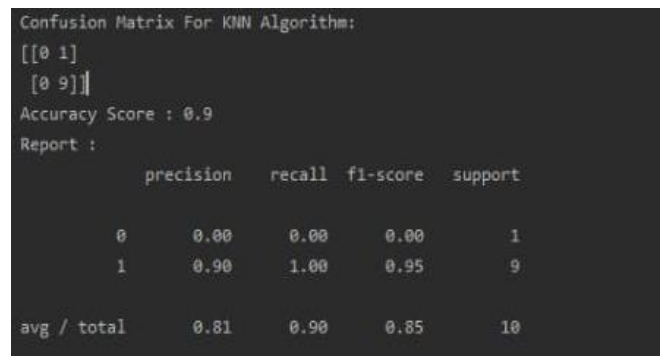 Confusion Matrix For KNN Algorithm:
[[0 1]
[0 9]]
Accuracy Score : 0.9
Report :
precision recall f1-score support
0 0.00 0.00 0.00 1
1 0.90 1.00 0.95 9
avg / total 0.81 0.90 0.85 10